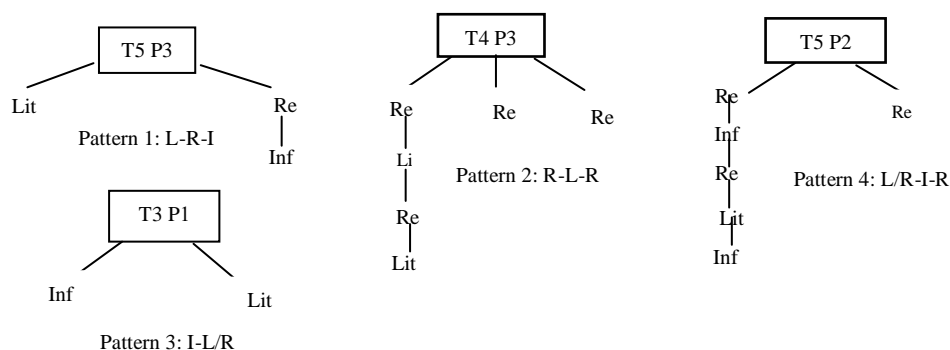 T5 P3
Lit
Re
Inf
Pattern 1: L-R-I
T3 P1
Inf
Lit
Pattern 3: I-L/R
T4 P3
Re
Re
Re
Li
Re
Lit
Pattern 2: R-L-R
T5 P2
Re
Re
Inf
Re
Lit
Inf
Pattern 4: L/R-I-R